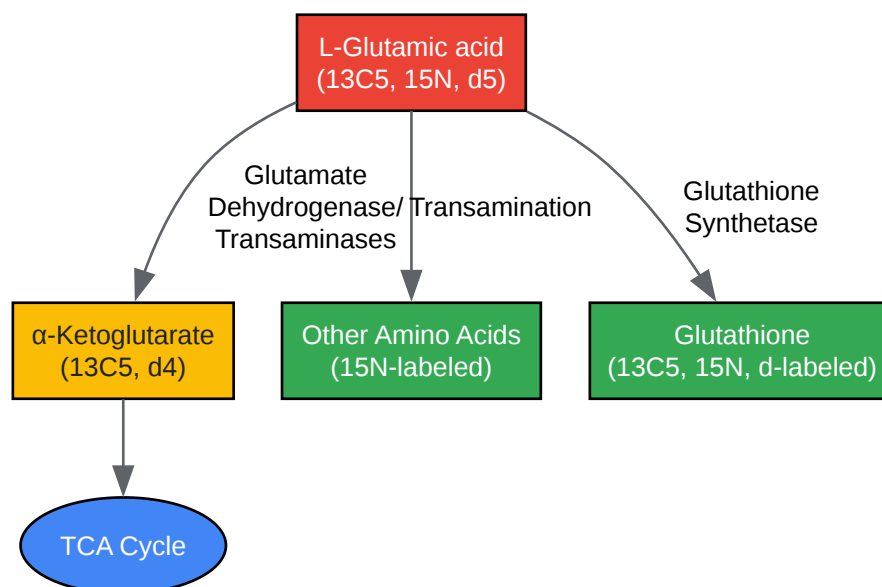 L-Glutamic acid
(13C5, 15N, d5)
Glutamate
Dehydrogenase/
Transaminases
Transamination
Glutathione
Synthetase
α-Ketoglutarate
(13C5, d4)
Other Amino Acids
(15N-labeled)
Glutathione
(13C5, 15N, d-labeled)
TCA Cycle